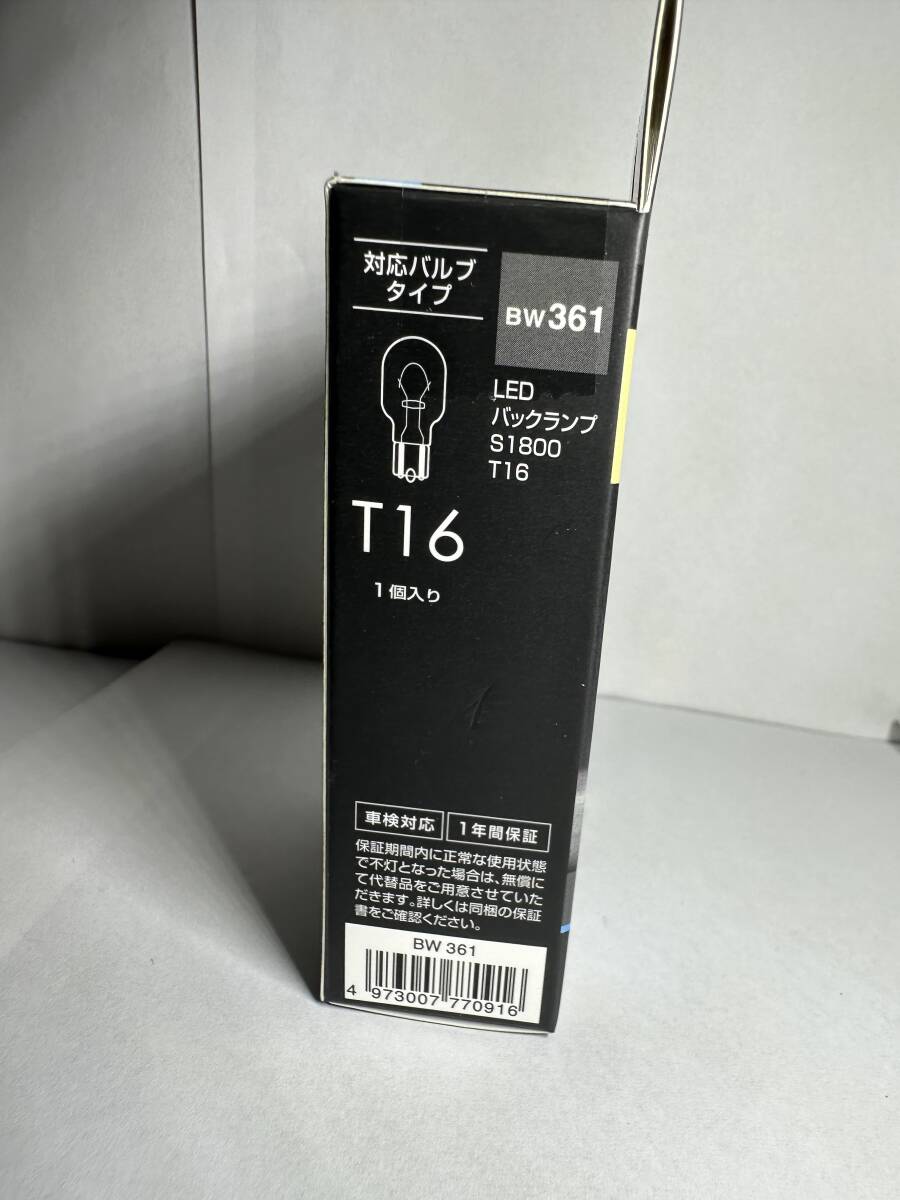 対応バルブ
タイプ
BW361
LED
バックランプ
S1800
T16
T16
1個入り
車検対応
1年間保証
保証期間内に正常な使用状態
で不灯となった場合は、無償に
て代替品をご用意させていた
だきます。詳しくは同梱の保証
書をご確認ください。
BW 361
4 973007 770916